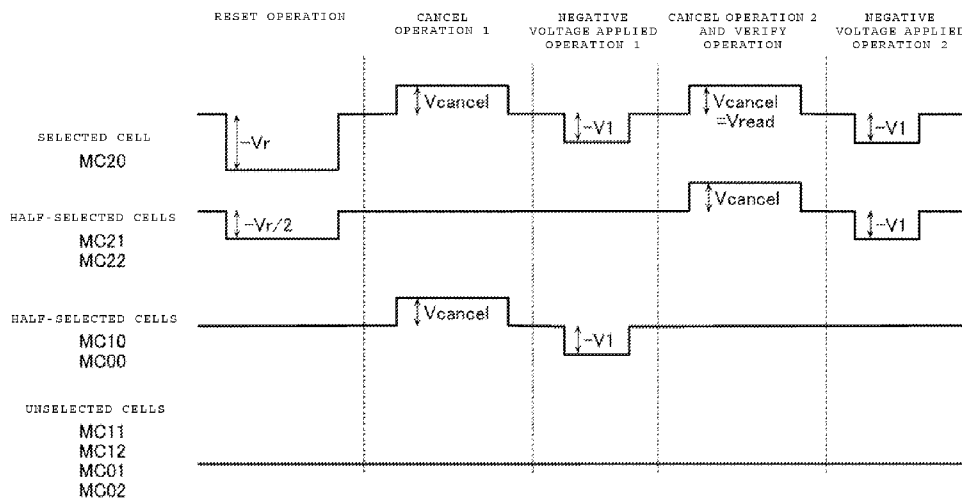 RESET OPERATION
CANCEL
OPERATION 1
NEGATIVE
VOLTAGE APPLIED
OPERATION 1
CANCEL OPERATION 2
AND VERIFY
OPERATION
NEGATIVE
VOLTAGE APPLIED
OPERATION 2
SELECTED CELL
MC20
-Vr
Vcancel
-V1
Vcancel
=Vread
-V1
HALF-SELECTED CELLS
MC21
MC22
-Vr/2
Vcancel
-V1
HALF-SELECTED CELLS
MC10
MC00
Vcancel
-V1
UNSELECTED CELLS
MC11
MC12
MC01
MC02